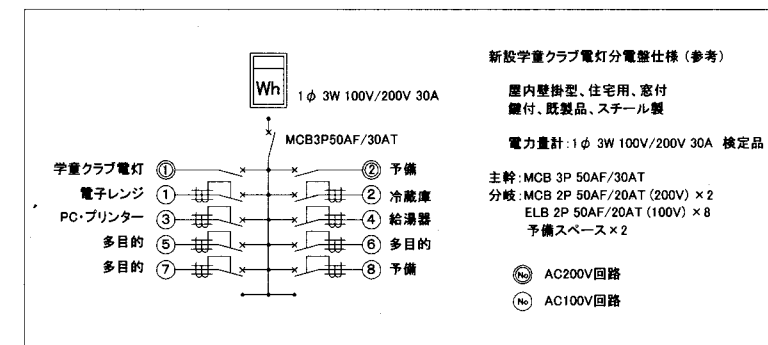 Wh
1φ 3W 100V/200V 30A
MCB3P50AF/30AT
学童クラブ電灯 ① ② 予備
電子レンジ ① ② 冷蔵庫
PC・プリンター ③ ④ 給湯器
多目的 ⑤ ⑥ 多目的
多目的 ⑦ ⑧ 予備
新設学童クラブ電灯分電盤仕様（参考）
屋内壁掛型、住宅用、窓付
鍵付、既製品、スチール製
電力量計：1φ 3W 100V/200V 30A 検定品
主幹：MCB 3P 50AF/30AT
分岐：MCB 2P 50AF/20AT (200V) ×2
ELB 2P 50AF/20AT (100V) ×8
予備スペース×2
No AC200V回路
No AC100V回路